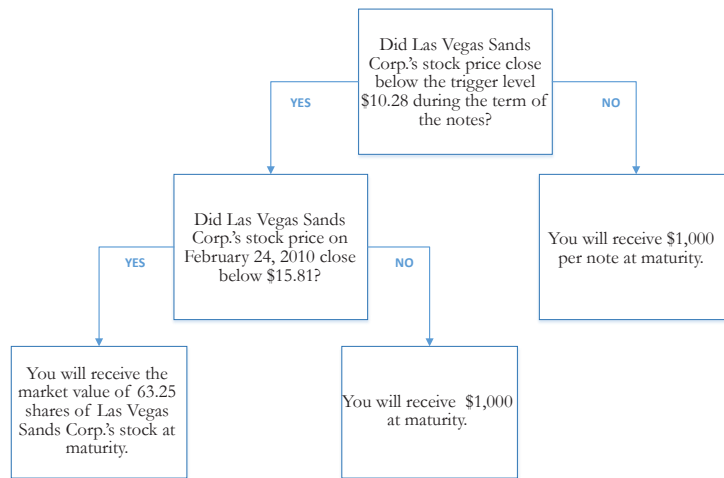 Did Las Vegas Sands
Corp.'s stock price close
below the trigger level
$10.28 during the term of
the notes?
YES
NO
Did Las Vegas Sands
Corp.'s stock price on
February 24, 2010 close
below $15.81?
You will receive $1,000
per note at maturity.
YES
NO
You will receive the
market value of 63.25
shares of Las Vegas
Sands Corp.'s stock at
maturity.
You will receive $1,000
at maturity.